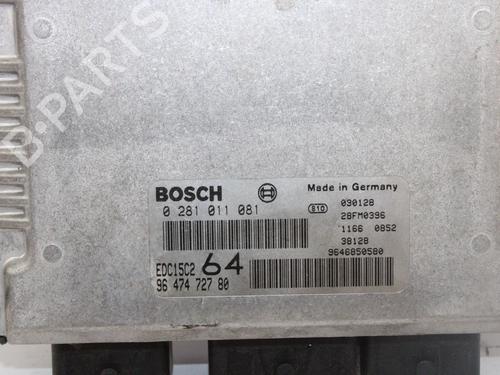 B-PARTS
BOSCH
Made in Germany
0 281 011 081
S10
030128
28FM0396
1166 0852
38128
9646850580
EDC15C2 64
96 474 727 80